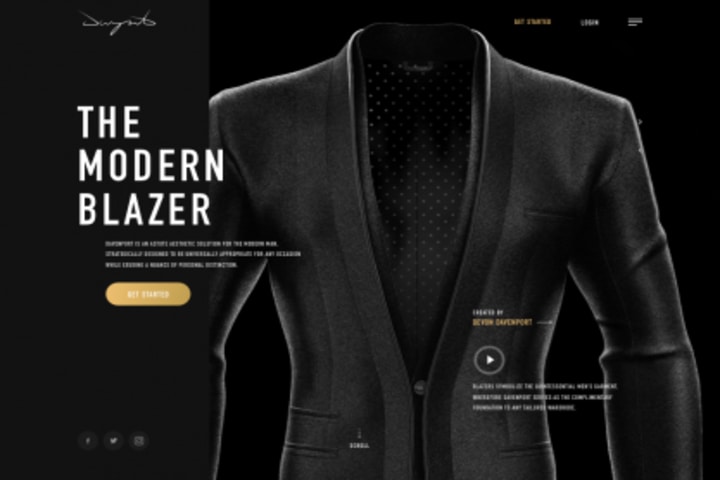 GET STARTED
LOGIN
THE
MODERN
BLAZER
DAVENPORT IS AN ASTUTE AESTHETIC SOLUTION FOR THE MODERN MAN.
STRATEGICALLY DESIGNED TO BE UNIVERSALLY APPROPRIATE FOR ANY OCCASION
WHILE ERODING A NUANCE OF PERSONAL DISTINCTION.
GET STARTED
CREATED BY
DEVON DAVENPORT
BLAZERS SYMBOLIZE THE QUINTESSENTIAL MEN'S GARMENT,
WHEREFORE DAVENPORT SERVES AS THE COMPLIMENTARY
FOUNDATION TO ANY TAILORED WARDROBE.
SCROLL